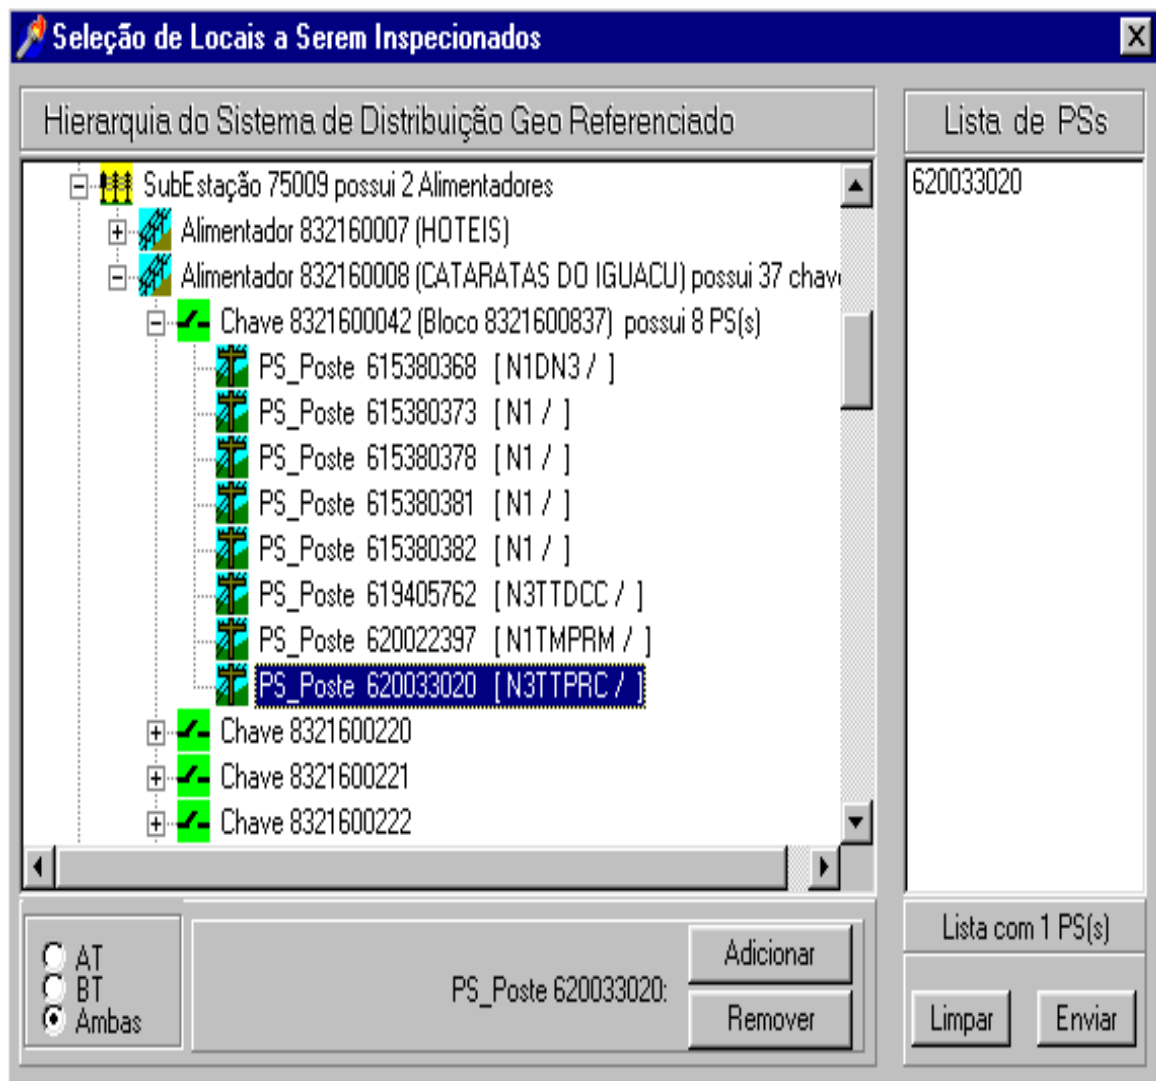 Seleção de Locais a Serem Inspecionados
Hierarquia do Sistema de Distribuição Geo Referenciado
SubEstação 75009 possui 2 Alimentadores
Alimentador 832160007 (HOTEIS)
Alimentador 832160008 (CATARATAS DO IGUACU) possui 37 chav
Chave 8321600042 (Bloco 8321600837) possui 8 PS(s)
PS_Poste 615380368 [ N1DN3 / ]
PS_Poste 615380373 [ N1 / ]
PS_Poste 615380378 [ N1 / ]
PS_Poste 615380381 [ N1 / ]
PS_Poste 615380382 [ N1 / ]
PS_Poste 619405762 [ N3TTDCC / ]
PS_Poste 620022397 [ N1TMPRM / ]
PS_Poste 620033020 [ N3TTPRC / ]
Chave 8321600220
Chave 8321600221
Chave 8321600222
Lista de PSs
620033020
AT
BT
Ambas
PS_Poste 620033020:
Adicionar
Remover
Lista com 1 PS(s)
Limpar
Enviar